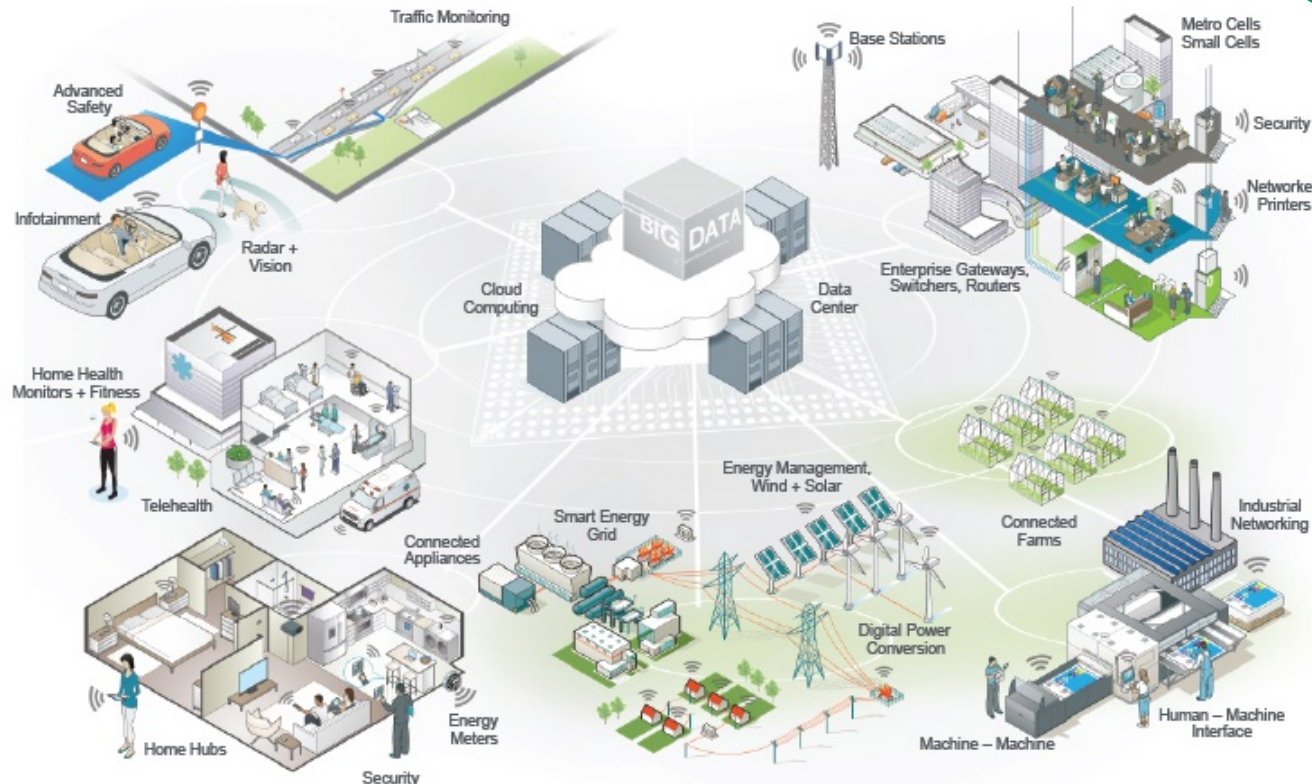 Traffic Monitoring
Base Stations
Metro Cells
Small Cells
Advanced
Safety
Security
Infotainment
Radar +
Vision
BIG DATA
Networke
Printers
Cloud
Computing
Data
Center
Enterprise Gateways,
Switchers, Routers
Home Health
Monitors + Fitness
Telehealth
Energy Management,
Wind + Solar
Smart Energy
Grid
Connected
Appliances
Connected
Farms
Industrial
Networking
Digital Power
Conversion
Home Hubs
Energy
Meters
Security
Machine – Machine
Human – Machine
Interface